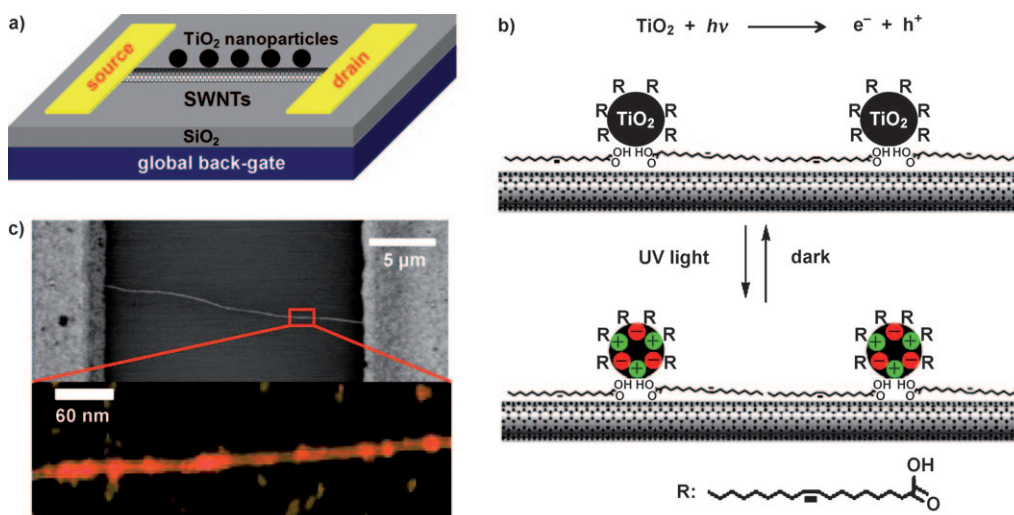 a)
TiO2 nanoparticles
source
drain
SWNTs
SiO2
global back-gate
b)
TiO2 + hν ⟶ e− + h+
R R
R R R R
R TiO2 R R TiO2 R
OH HO OH HO
O O O O
UV light dark
R R R R
R − R R − R
+ + + +
R − − R R − − R
+ +
OH HO OH HO
O O O O
R:
OH
O
c)
5 μm
60 nm